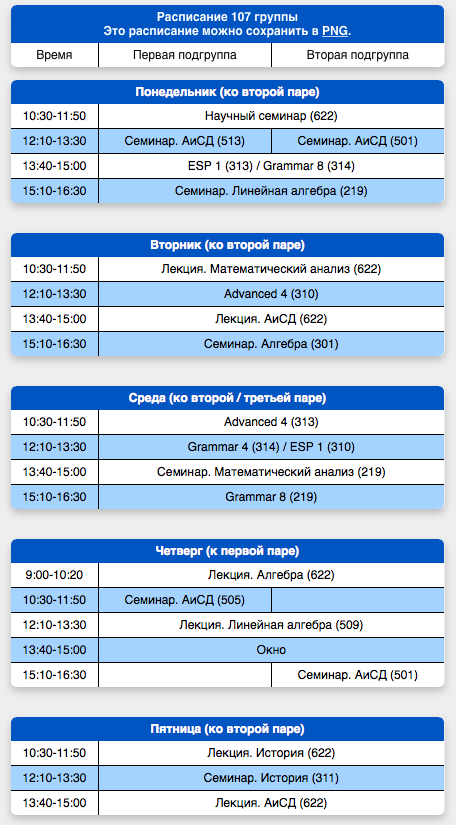 Расписание 107 группы
Это расписание можно сохранить в PNG.
Время Первая подгруппа Вторая подгруппа
Понедельник (ко второй паре)
10:30-11:50 Научный семинар (622)
12:10-13:30 Семинар. АиСД (513) Семинар. АиСД (501)
13:40-15:00 ESP 1 (313) / Grammar 8 (314)
15:10-16:30 Семинар. Линейная алгебра (219)
Вторник (ко второй паре)
10:30-11:50 Лекция. Математический анализ (622)
12:10-13:30 Advanced 4 (310)
13:40-15:00 Лекция. АиСД (622)
15:10-16:30 Семинар. Алгебра (301)
Среда (ко второй / третьей паре)
10:30-11:50 Advanced 4 (313)
12:10-13:30 Grammar 4 (314) / ESP 1 (310)
13:40-15:00 Семинар. Математический анализ (219)
15:10-16:30 Grammar 8 (219)
Четверг (к первой паре)
9:00-10:20 Лекция. Алгебра (622)
10:30-11:50 Семинар. АиСД (505)
12:10-13:30 Лекция. Линейная алгебра (509)
13:40-15:00 Окно
15:10-16:30 Семинар. АиСД (501)
Пятница (ко второй паре)
10:30-11:50 Лекция. История (622)
12:10-13:30 Семинар. История (311)
13:40-15:00 Лекция. АиСД (622)